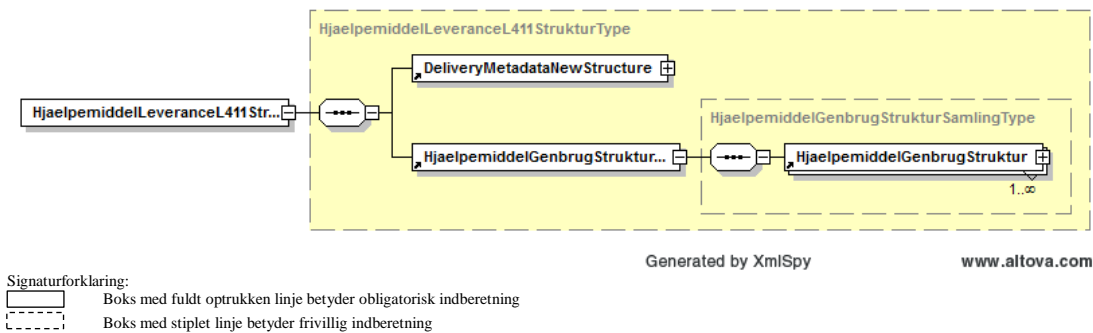 HjaelpemiddelLeveranceL411StrukturType
DeliveryMetadataNewStructure
HjaelpemiddelLeveranceL411Str...
HjaelpemiddelGenbrugStrukturSamlingType
HjaelpemiddelGenbrugStruktur...
HjaelpemiddelGenbrugStruktur
1..∞
Generated by XmlSpy www.altova.com
Signaturforklaring:
Boks med fuldt optrukken linje betyder obligatorisk indberetning
Boks med stiplet linje betyder frivillig indberetning